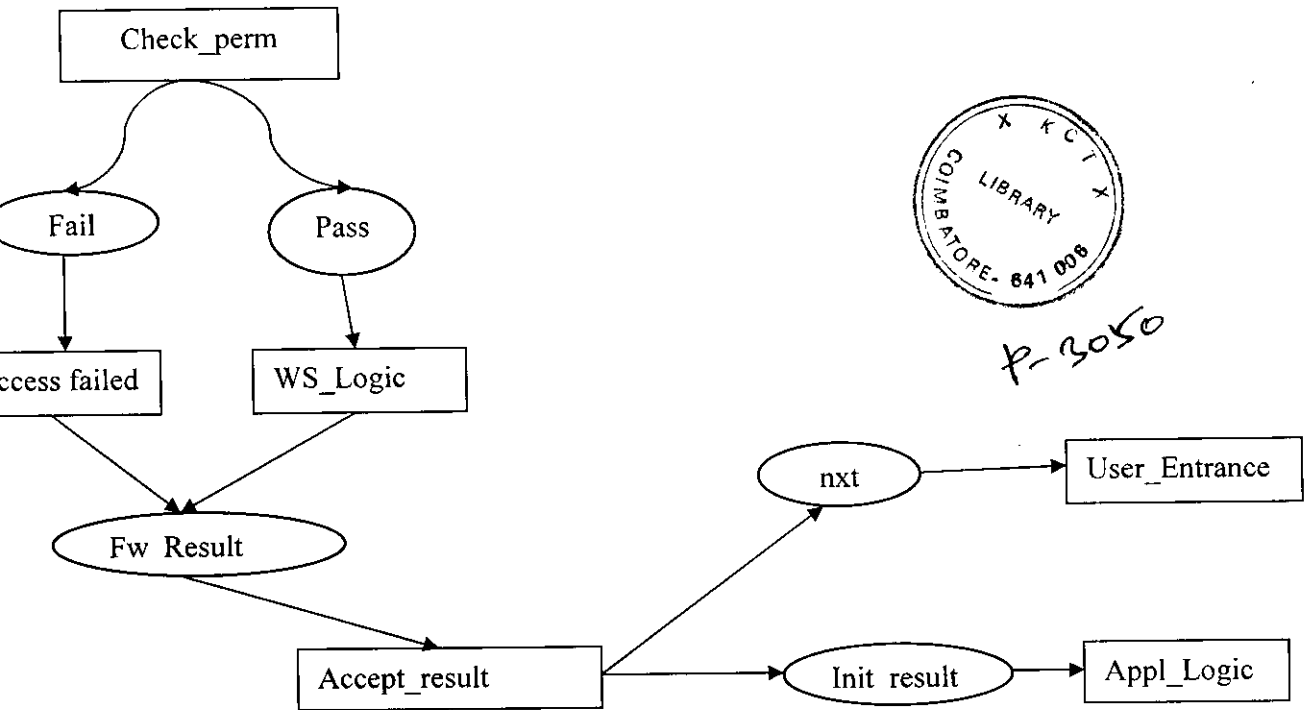 Check_perm
Fail
Pass
ccess failed
WS_Logic
Fw Result
Accept_result
nxt
User_Entrance
Init result
Appl_Logic
X KCT X
LIBRARY
COIMBATORE- 641 006
P-3050